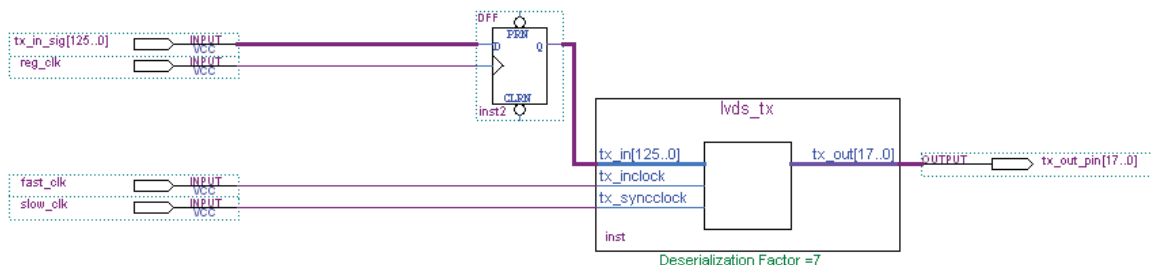 DFF
tx_in_sig[125..0] INPUT VCC PRN
D Q
reg_clk INPUT VCC
CLRN
inst2
lvds_tx
tx_in[125..0] tx_out[17..0] OUTPUT tx_out_pin[17..0]
fast_clk INPUT VCC tx_inclock
slow_clk INPUT VCC tx_syncclock
inst
Deserialization Factor =7